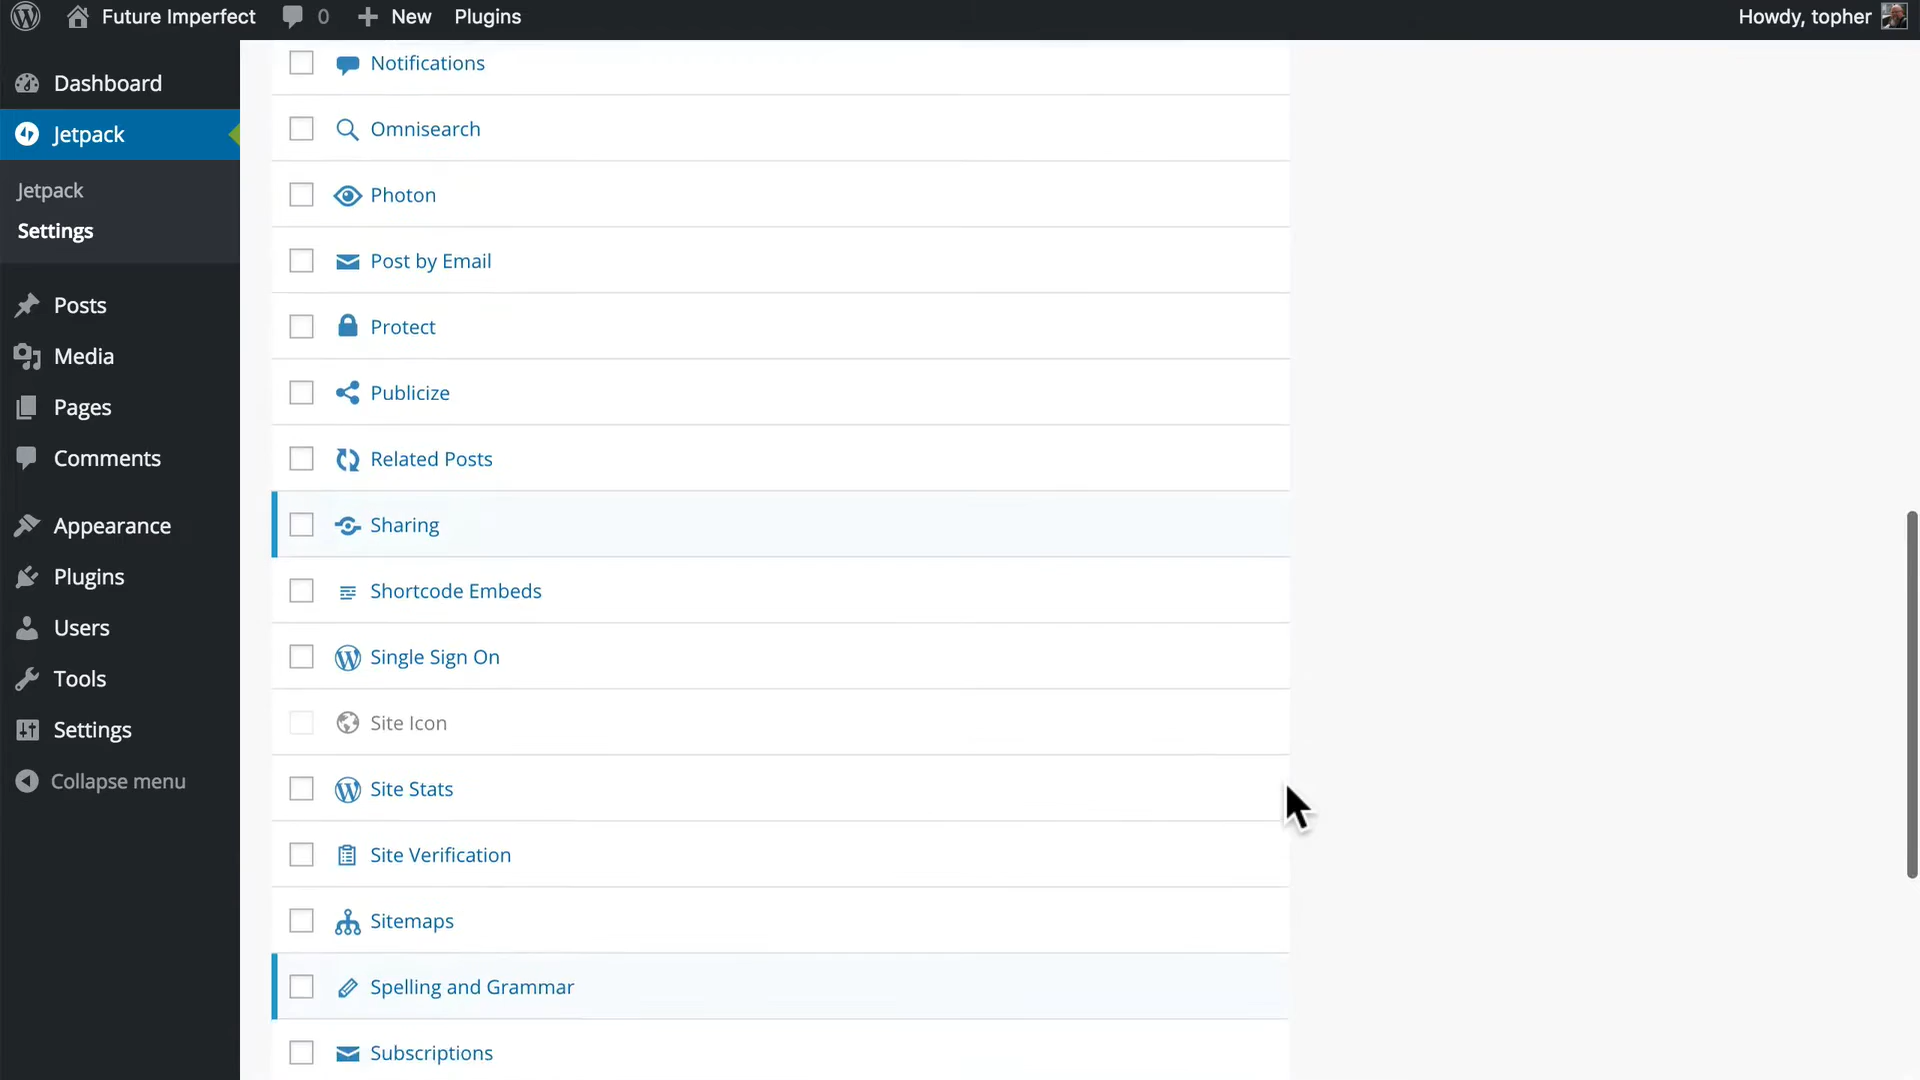 Future Imperfect 0 New Plugins Howdy, topher
Dashboard
Jetpack
Jetpack
Settings
Posts
Media
Pages
Comments
Appearance
Plugins
Users
Tools
Settings
Collapse menu
Notifications
Omnisearch
Photon
Post by Email
Protect
Publicize
Related Posts
Sharing
Shortcode Embeds
Single Sign On
Site Icon
Site Stats
Site Verification
Sitemaps
Spelling and Grammar
Subscriptions